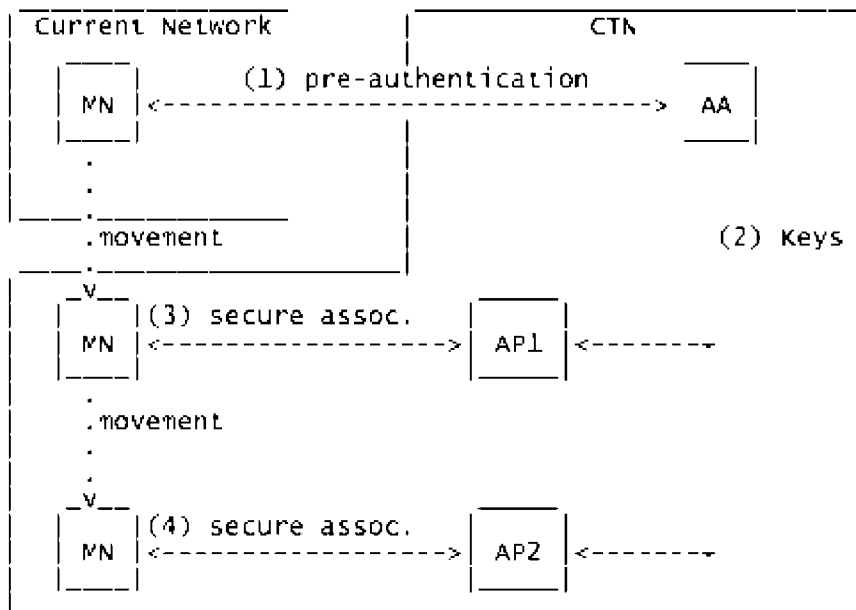 Current Network CTN
(1) pre-authentication
MN AA
.movement (2) Keys
(3) secure assoc.
MN AP1
.movement
(4) secure assoc.
MN AP2